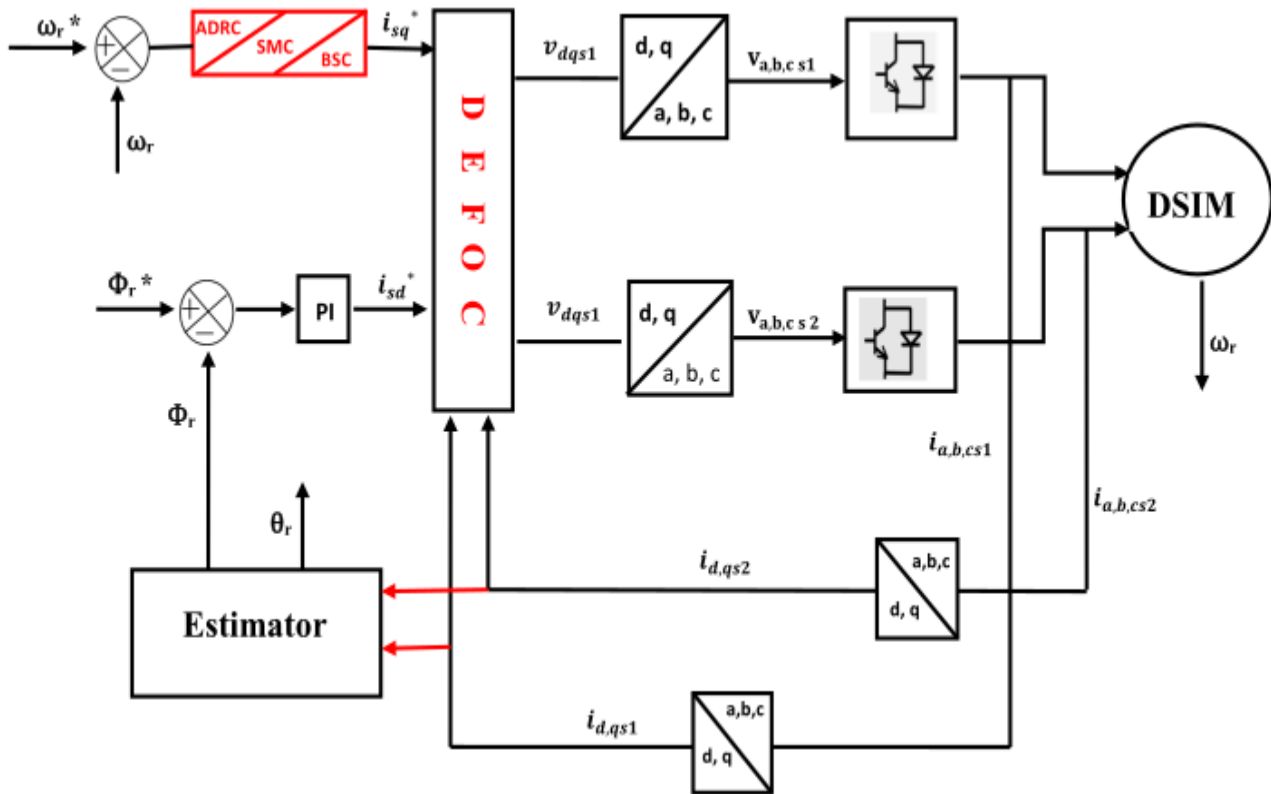 ωr *
+
−
ωr
ADRC
SMC
BSC
isq*
D E F O C
vdqs1
d, q
a, b, c
va,b,c s1
DSIM
ωr
Φr *
+
−
Φr
PI
isd*
vdqs1
d, q
a, b, c
va,b,c s 2
ia,b,cs1
ia,b,cs2
θr
Estimator
id,qs2
a,b,c
d, q
id,qs1
a,b,c
d, q